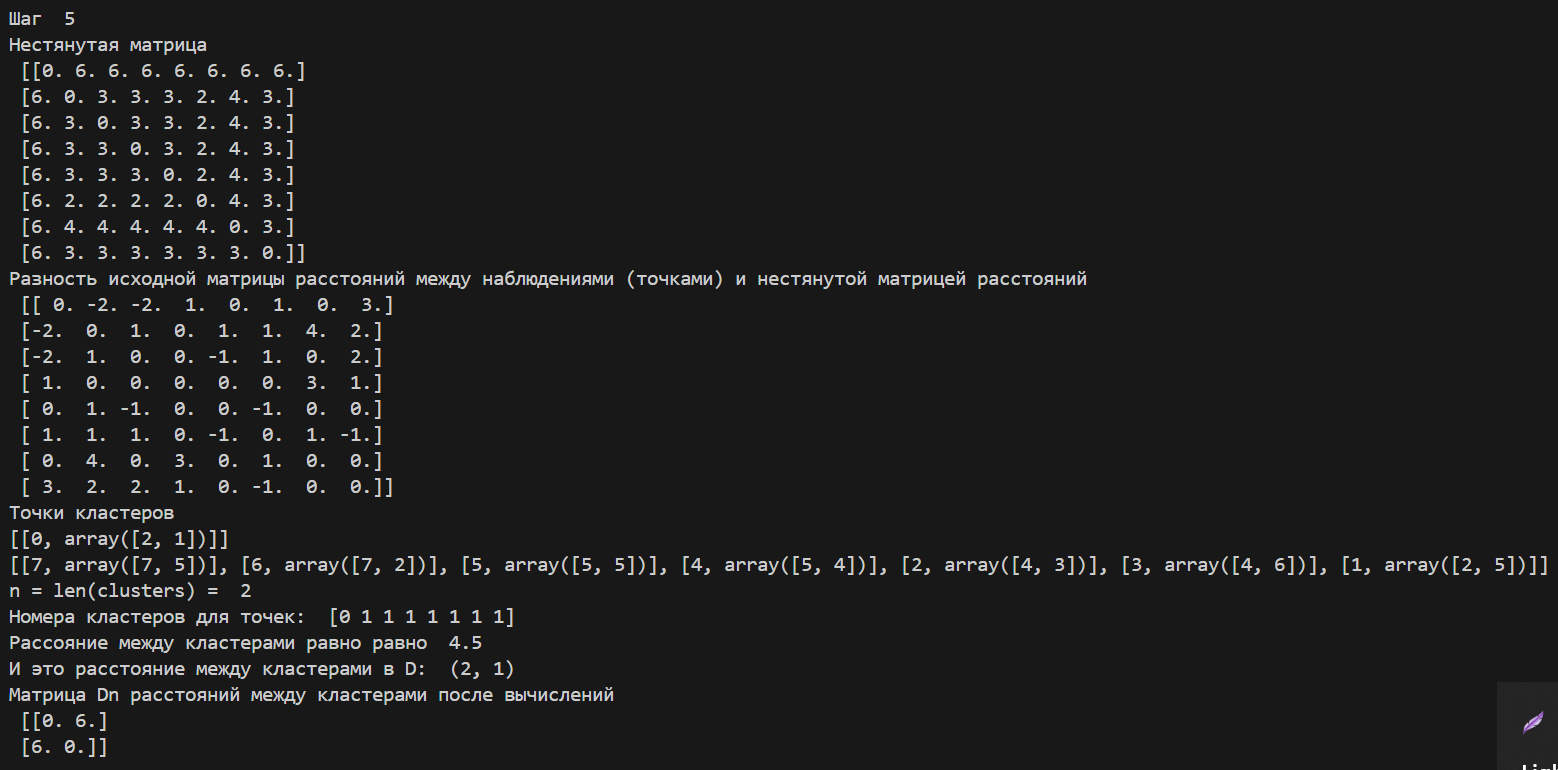 Шаг  5
Нестянутая матрица
 [[0. 6. 6. 6. 6. 6. 6. 6.]
 [6. 0. 3. 3. 3. 2. 4. 3.]
 [6. 3. 0. 3. 3. 2. 4. 3.]
 [6. 3. 3. 0. 3. 2. 4. 3.]
 [6. 3. 3. 3. 0. 2. 4. 3.]
 [6. 2. 2. 2. 2. 0. 4. 3.]
 [6. 4. 4. 4. 4. 4. 0. 3.]
 [6. 3. 3. 3. 3. 3. 3. 0.]]
Разность исходной матрицы расстояний между наблюдениями (точками) и нестянутой матрицей расстояний
 [[ 0. -2. -2.  1.  0.  1.  0.  3.]
 [-2.  0.  1.  0.  1.  1.  4.  2.]
 [-2.  1.  0.  0. -1.  1.  0.  2.]
 [ 1.  0.  0.  0.  0.  0.  3.  1.]
 [ 0.  1. -1.  0.  0. -1.  0.  0.]
 [ 1.  1.  1.  0. -1.  0.  1. -1.]
 [ 0.  4.  0.  3.  0.  1.  0.  0.]
 [ 3.  2.  2.  1.  0. -1.  0.  0.]]
Точки кластеров
[[0, array([2, 1])]]
[[7, array([7, 5])], [6, array([7, 2])], [5, array([5, 5])], [4, array([5, 4])], [2, array([4, 3])], [3, array([4, 6])], [1, array([2, 5])]]
n = len(clusters) =  2
Номера кластеров для точек:  [0 1 1 1 1 1 1 1]
Рассояние между кластерами равно равно  4.5
И это расстояние между кластерами в D:  (2, 1)
Матрица Dn расстояний между кластерами после вычислений
 [[0. 6.]
 [6. 0.]]